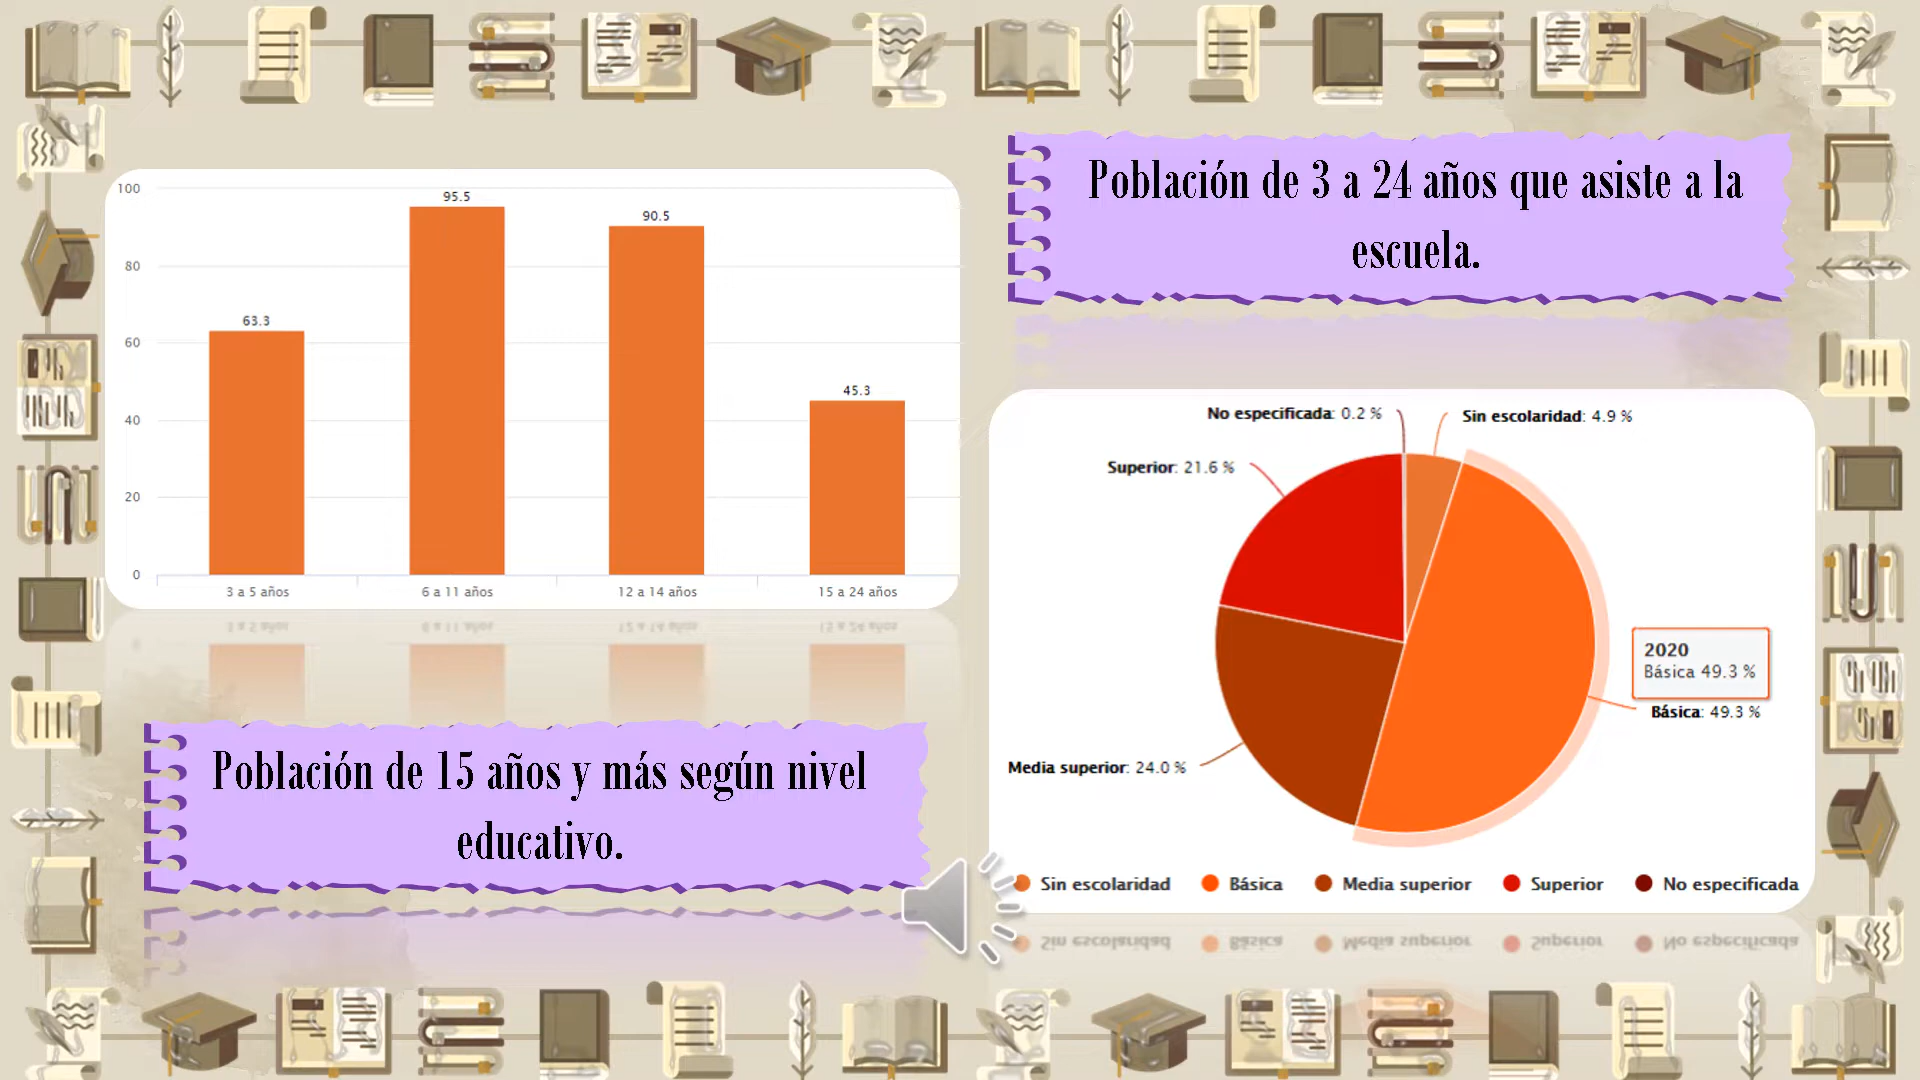 100
80
60
40
20
0
63.3
95.5
90.5
45.3
3 a 5 años
6 a 11 años
12 a 14 años
15 a 24 años
Población de 15 años y más según nivel
educativo.
Población de 3 a 24 años que asiste a la
escuela.
No especificada: 0.2 %
Sin escolaridad: 4.9 %
Superior: 21.6 %
2020
Básica 49.3 %
Básica: 49.3 %
Media superior: 24.0 %
Sin escolaridad
Básica
Media superior
Superior
No especificada